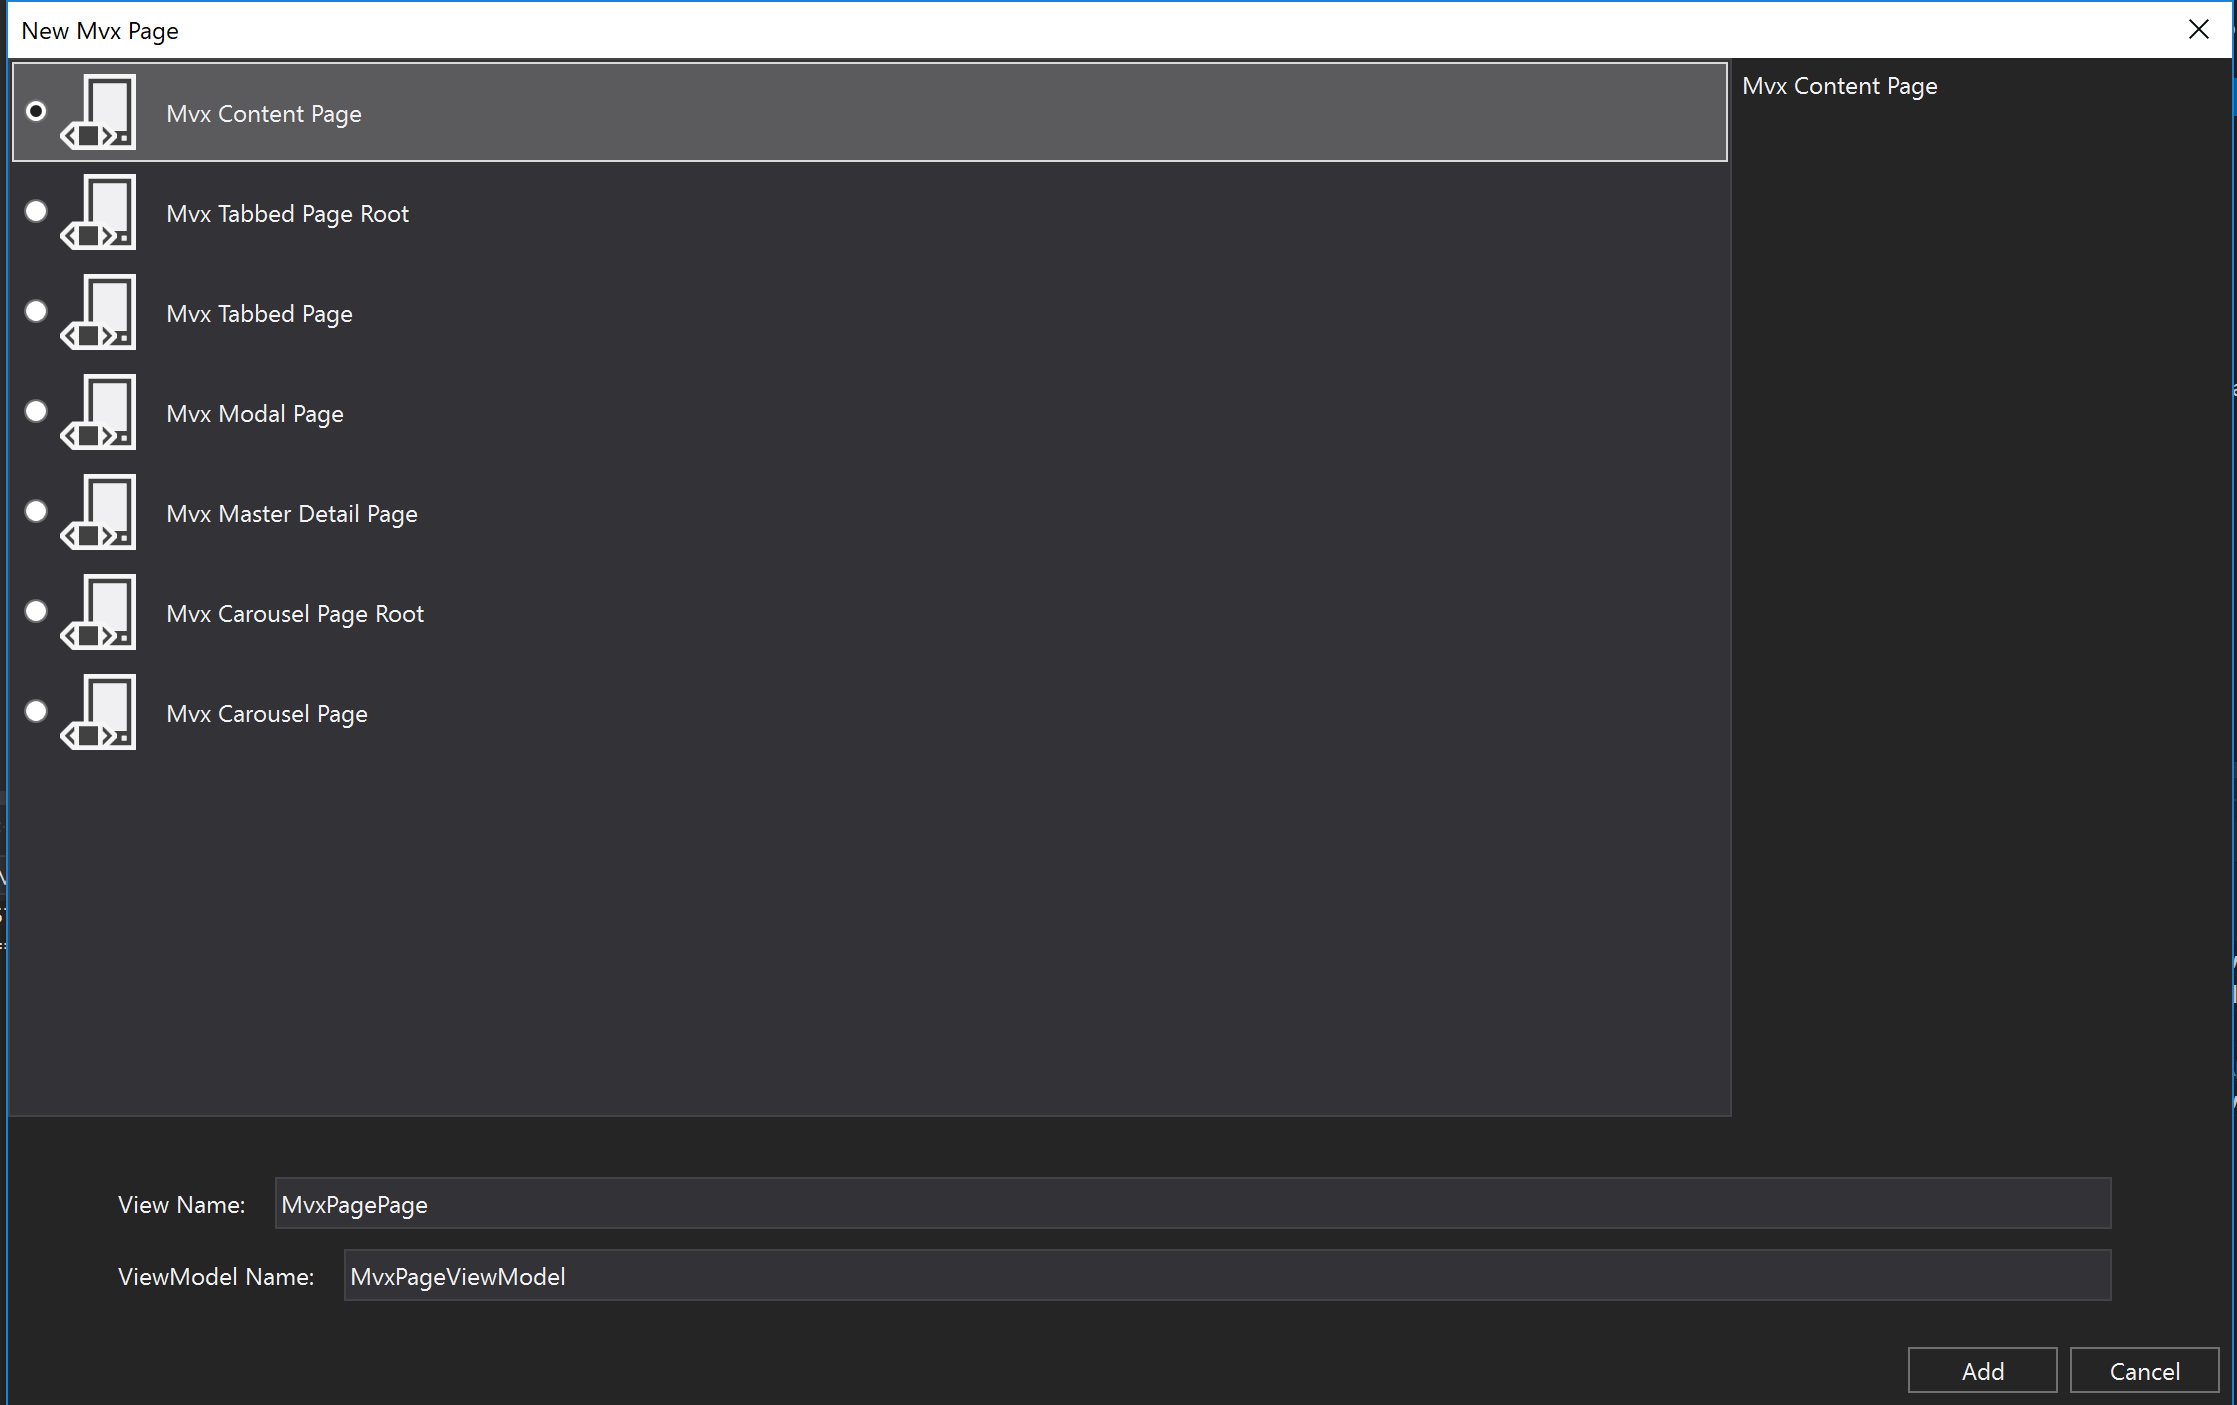 New Mvx Page
Mvx Content Page
Mvx Content Page
Mvx Tabbed Page Root
Mvx Tabbed Page
Mvx Modal Page
Mvx Master Detail Page
Mvx Carousel Page Root
Mvx Carousel Page
View Name: MvxPagePage
ViewModel Name: MvxPageViewModel
Add Cancel